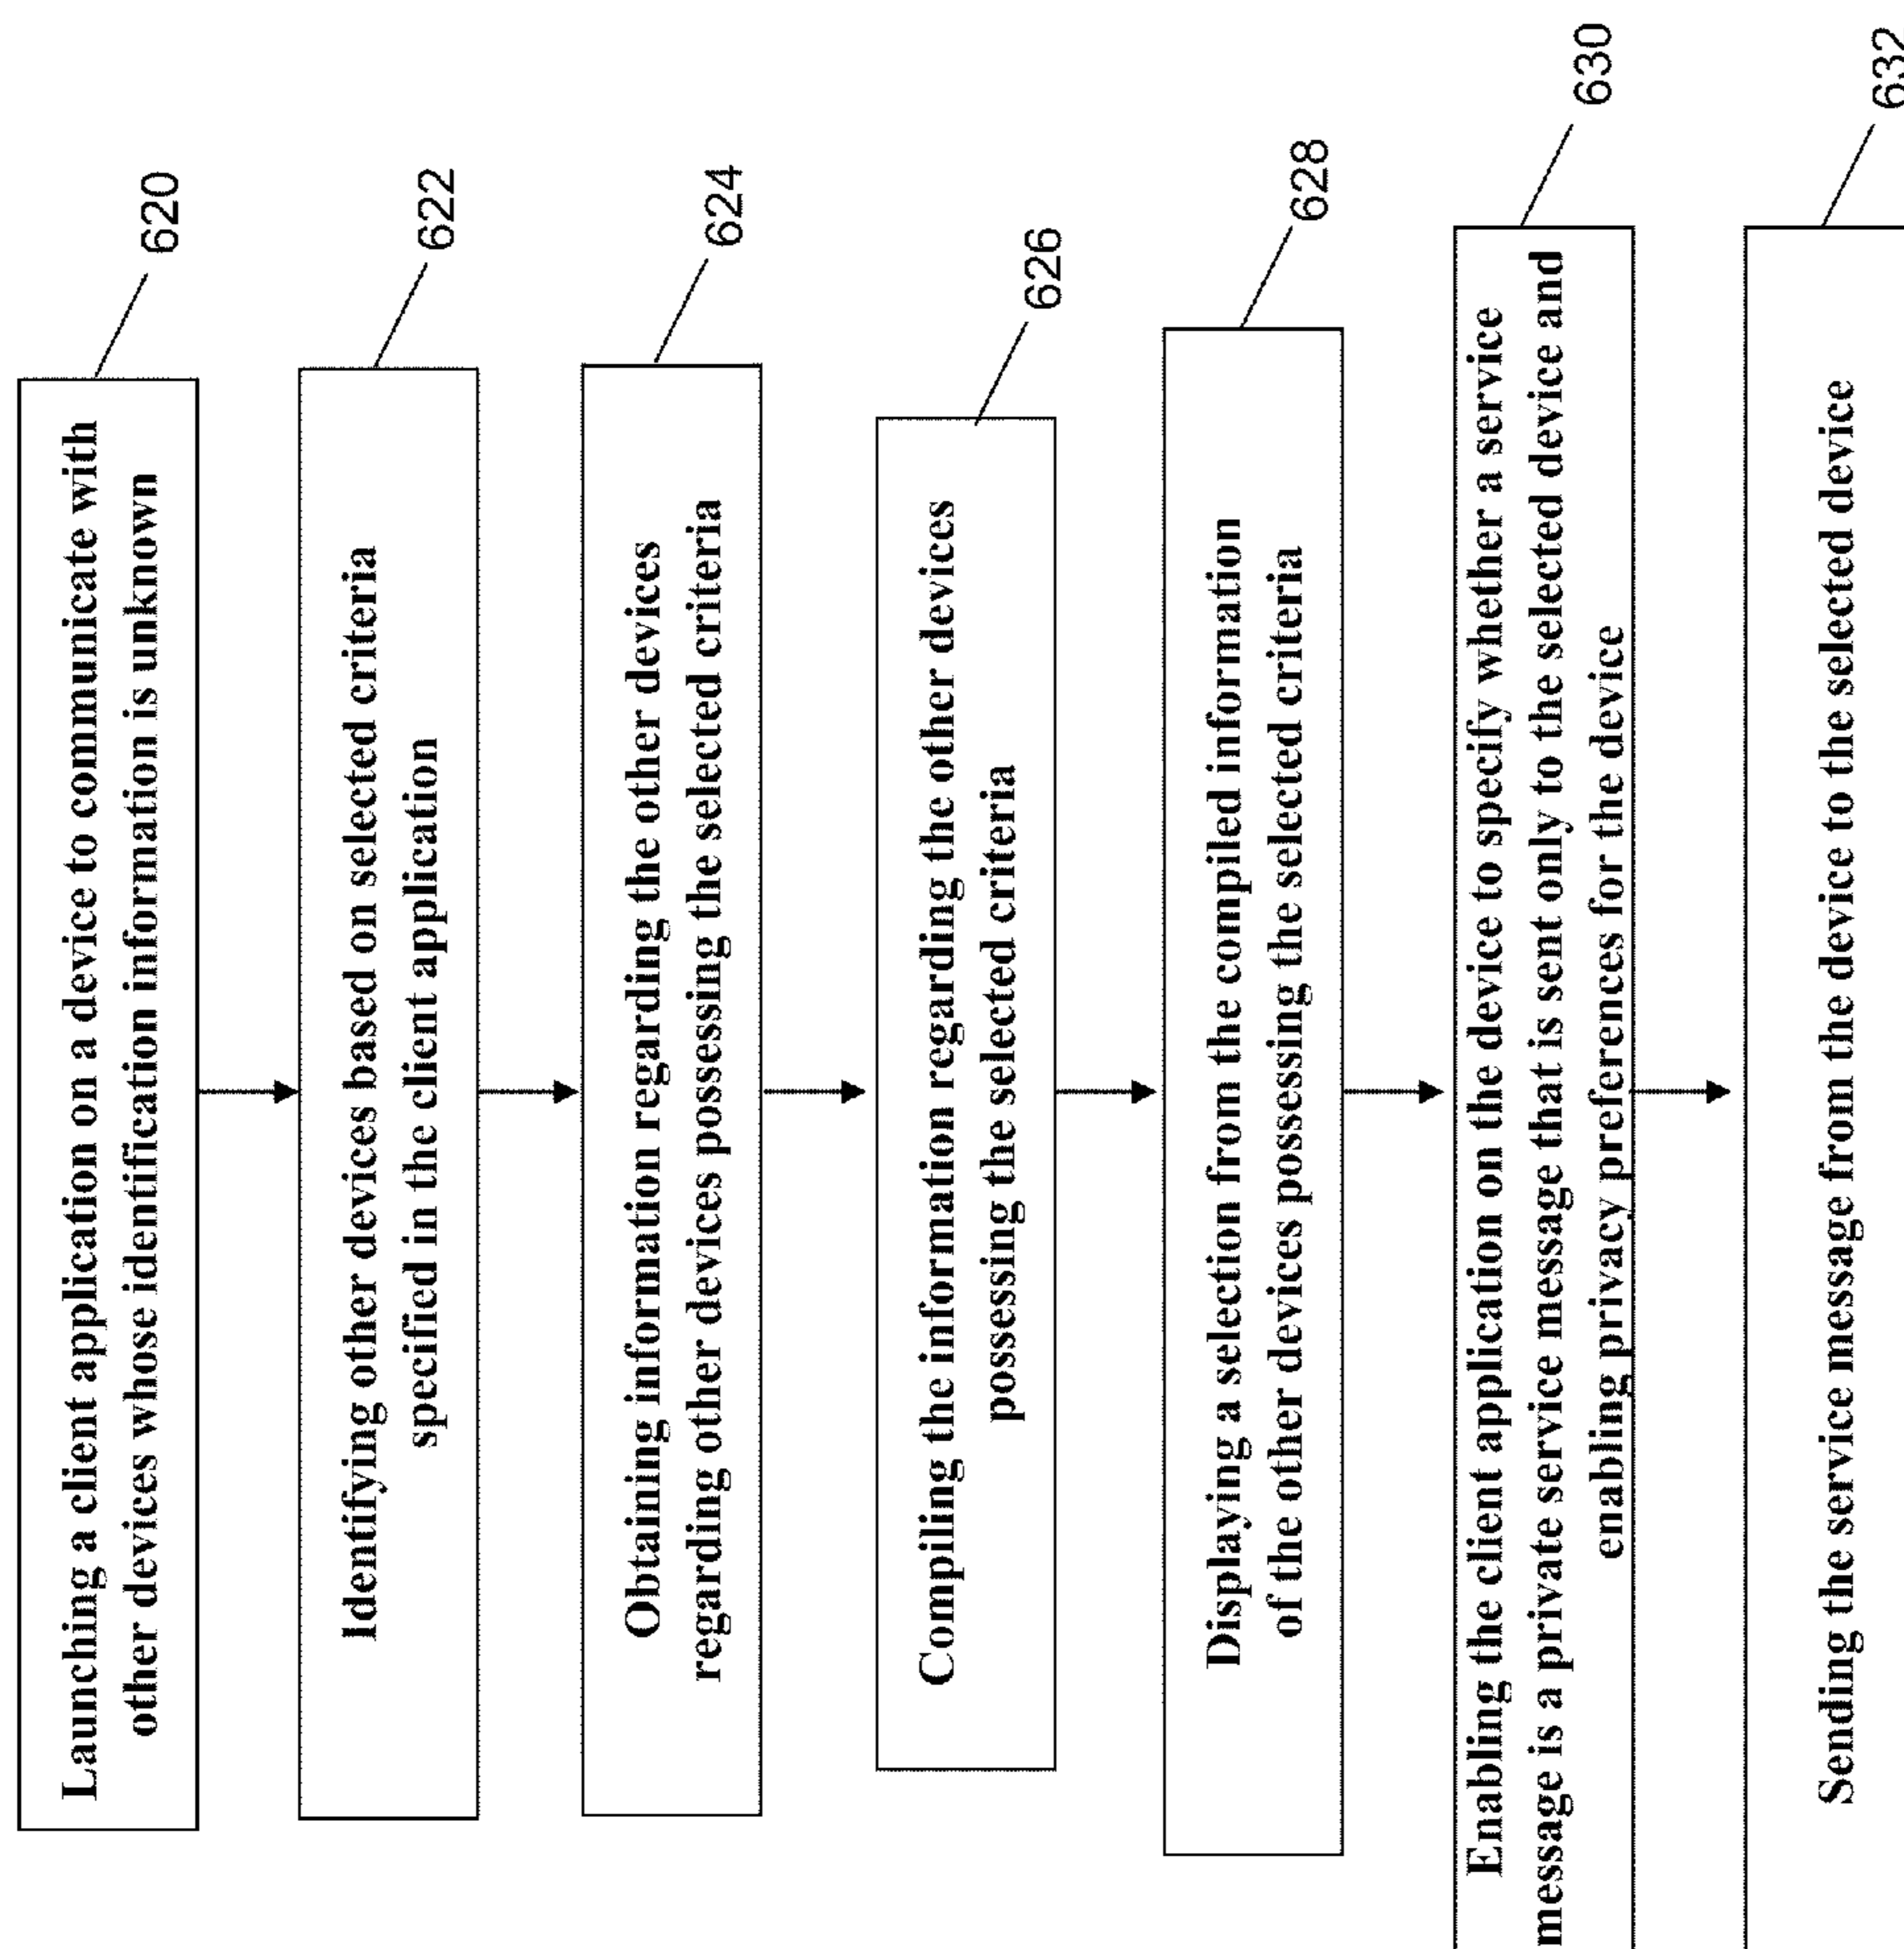 Launching a client application on a device to communicate with
other devices whose identification information is unknown
620
Identifying other devices based on selected criteria
specified in the client application
622
Obtaining information regarding the other devices
regarding other devices possessing the selected criteria
624
Compiling the information regarding the other devices
possessing the selected criteria
626
Displaying a selection from the compiled information
of the other devices possessing the selected criteria
628
Enabling the client application on the device to specify whether a service
message is a private service message that is sent only to the selected device and
enabling privacy preferences for the device
630
Sending the service message from the device to the selected device
632